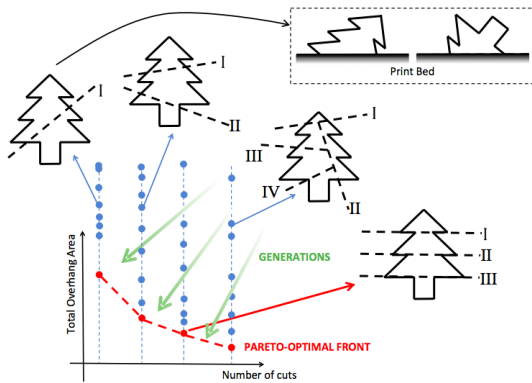 Print Bed
I
I
II
I
III
IV
II
I
II
III
GENERATIONS
PARETO-OPTIMAL FRONT
Total Overhang Area
Number of cuts